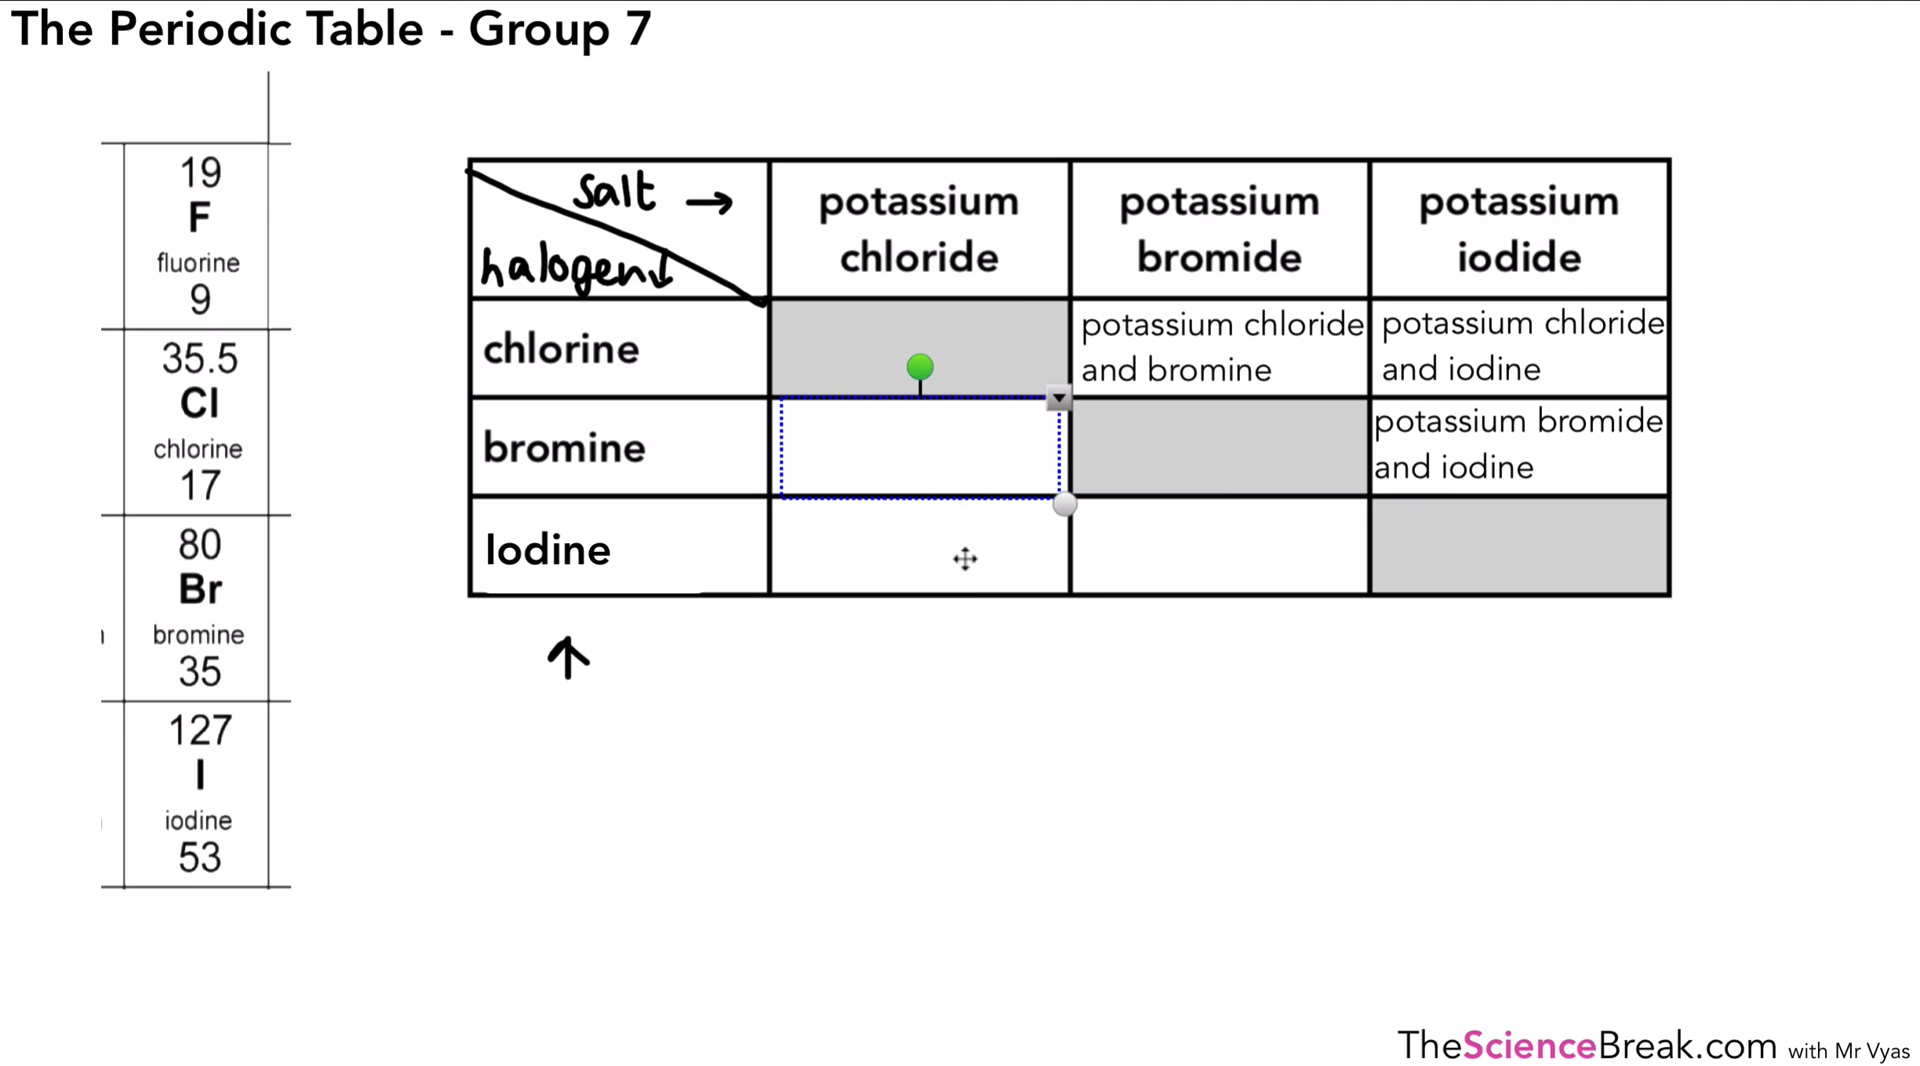 The Periodic Table - Group 7
19
F
fluorine
9
35.5
Cl
chlorine
17
80
Br
bromine
35
127
I
iodine
53
salt →
halogen↓
potassium
chloride
potassium
bromide
potassium
iodide
chlorine
potassium chloride
and bromine
potassium chloride
and iodine
bromine
potassium bromide
and iodine
Iodine
TheScienceBreak.com with Mr Vyas